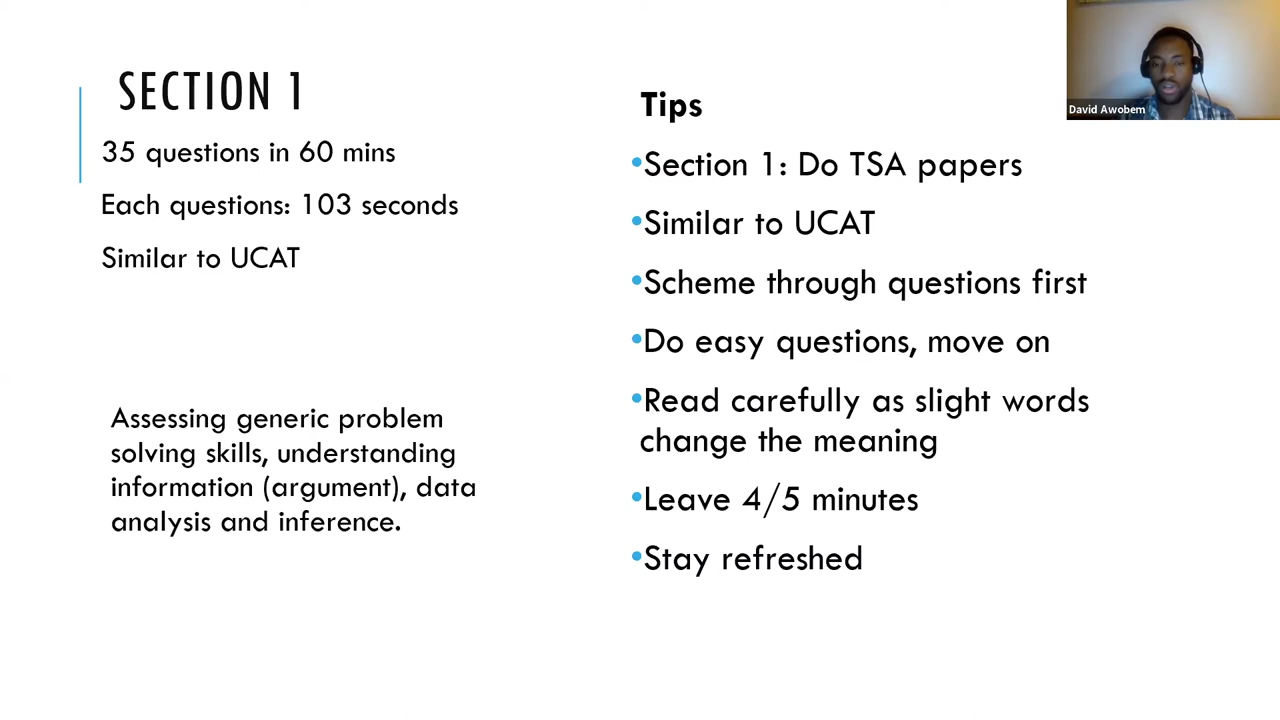 SECTION 1
35 questions in 60 mins
Each questions: 103 seconds
Similar to UCAT
Assessing generic problem
solving skills, understanding
information (argument), data
analysis and inference.
Tips
•Section 1: Do TSA papers
•Similar to UCAT
•Scheme through questions first
•Do easy questions, move on
•Read carefully as slight words
change the meaning
•Leave 4/5 minutes
•Stay refreshed
David Awobem